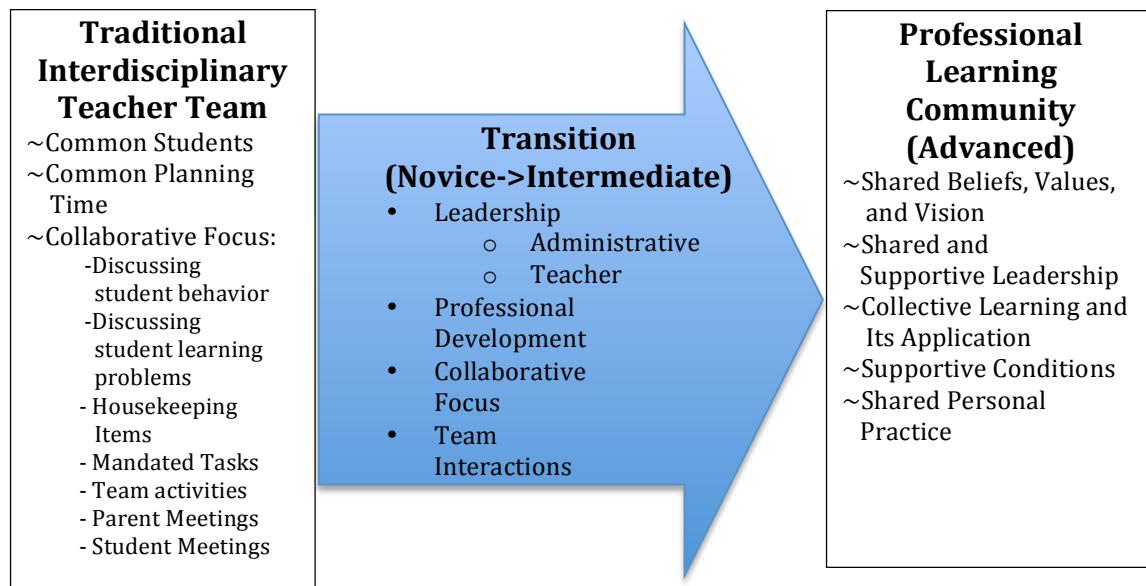 Traditional
Interdisciplinary
Teacher Team
~Common Students
~Common Planning
Time
~Collaborative Focus:
-Discussing
student behavior
-Discussing
student learning
problems
- Housekeeping
Items
- Mandated Tasks
- Team activities
- Parent Meetings
- Student Meetings
Transition
(Novice->Intermediate)
• Leadership
o Administrative
o Teacher
• Professional
Development
• Collaborative
Focus
• Team
Interactions
Professional
Learning
Community
(Advanced)
~Shared Beliefs, Values,
and Vision
~Shared and
Supportive Leadership
~Collective Learning and
Its Application
~Supportive Conditions
~Shared Personal
Practice